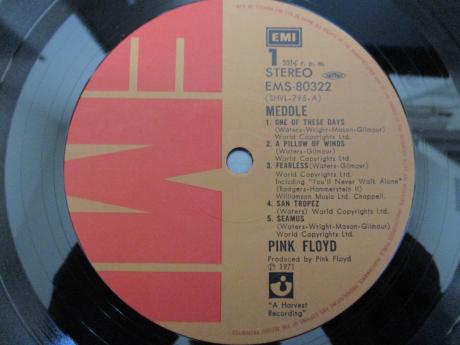 EMI
EMI
1 33⅓ r. p. m.
STEREO
EMS-80322
(SHVL-795-A)
MEDDLE
1. ONE OF THESE DAYS
(Waters-Wright-Mason-Gilmour)
World Copyrights Ltd.
2. A PILLOW OF WINDS
(Waters-Gilmour)
World Copyrights Ltd.
3. FEARLESS(Waters-Gilmour)
World Copyrights Ltd.
Including "You'll Never Walk Alone"
(Rodgers-Hammerstein II)
Williamson Music Ltd. Chappell.
4. SAN TROPEZ
(Waters) World Copyrights Ltd.
5. SEAMUS
(Waters-Wright-Mason-Gilmour)
World Copyrights Ltd.
PINK FLOYD
Produced by Pink Floyd
Ⓟ 1971
"A Harvest
Recording"